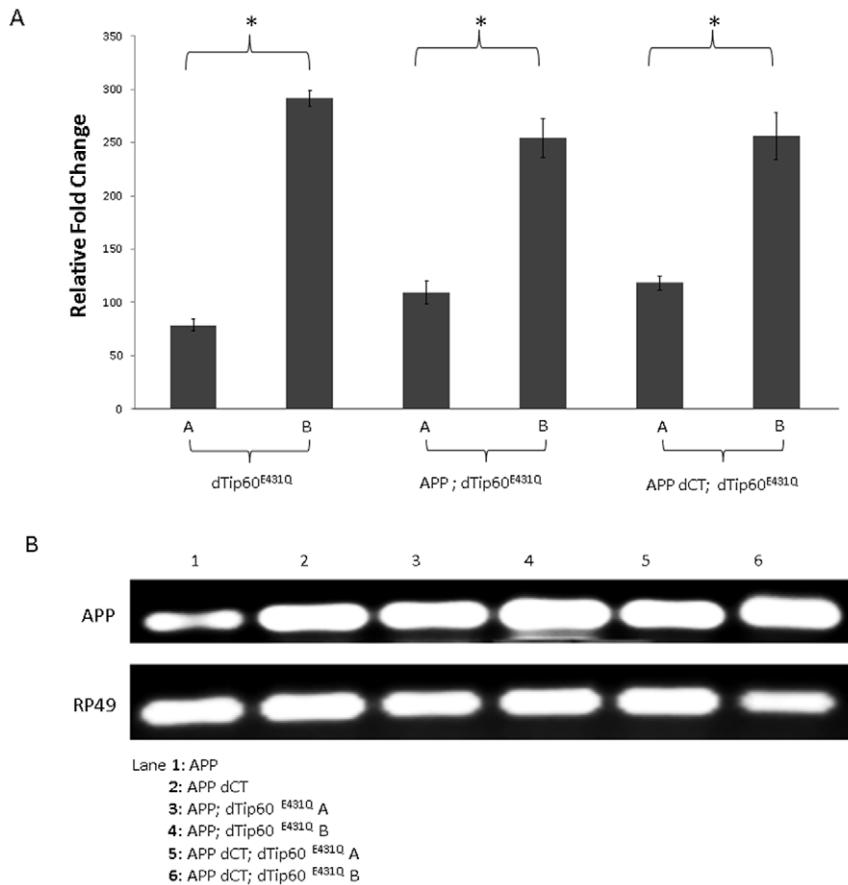 A
* * *
Relative Fold Change
350
300
250
200
150
100
50
0
A B A B A B
dTip60E431Q APP ; dTip60E431Q APP dCT; dTip60E431Q
B
1 2 3 4 5 6
APP
RP49
Lane 1: APP
2: APP dCT
3: APP; dTip60 E431Q A
4: APP; dTip60 E431Q B
5: APP dCT; dTip60 E431Q A
6: APP dCT; dTip60 E431Q B